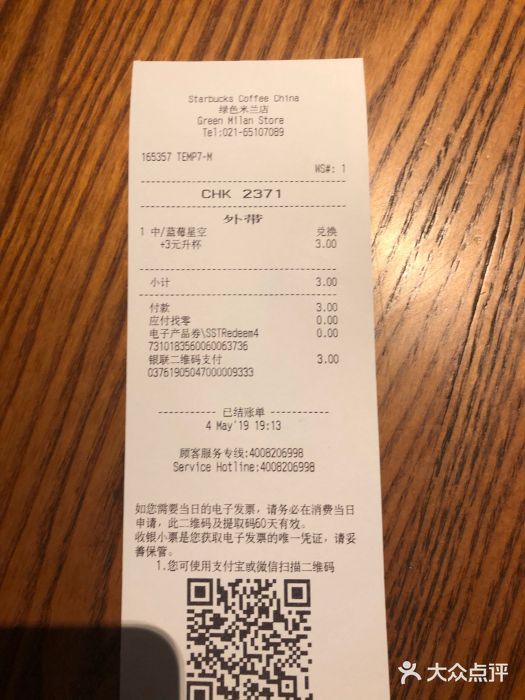 Starbucks Coffee China
绿色米兰店
Green Milan Store
Tel:021-65107089
165357 TEMP7-M
WS#: 1
CHK 2371
外带
1 中/蓝莓星空 兑换
+3元升杯 3.00
小计 3.00
付款 3.00
应付找零 0.00
电子产品券\SSTRedeem4 0.00
7310183560060063736
银联二维码支付 3.00
03761905047000009333
---------- 已结账单 ----------
4 May'19 19:13
顾客服务专线:4008206998
Service Hotline:4008206998
如您需要当日的电子发票，请务必在消费当日
申请，此二维码及提取码60天有效。
收银小票是您获取电子发票的唯一凭证，请妥
善保管。
1.您可使用支付宝或微信扫描二维码
大众点评